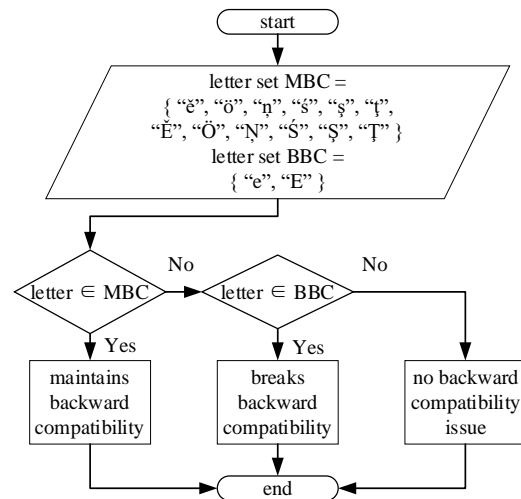 start
letter set MBC =
{ “ě”, “ö”, “ņ”, “ś”, “ş”, “ţ”,
“Ě”, “Ö”, “Ņ”, “Ś”, “Ş”, “Ţ” }
letter set BBC =
{ “e”, “E” }
letter ∈ MBC
No
letter ∈ BBC
No
Yes
Yes
maintains
backward
compatibility
breaks
backward
compatibility
no backward
compatibility
issue
end